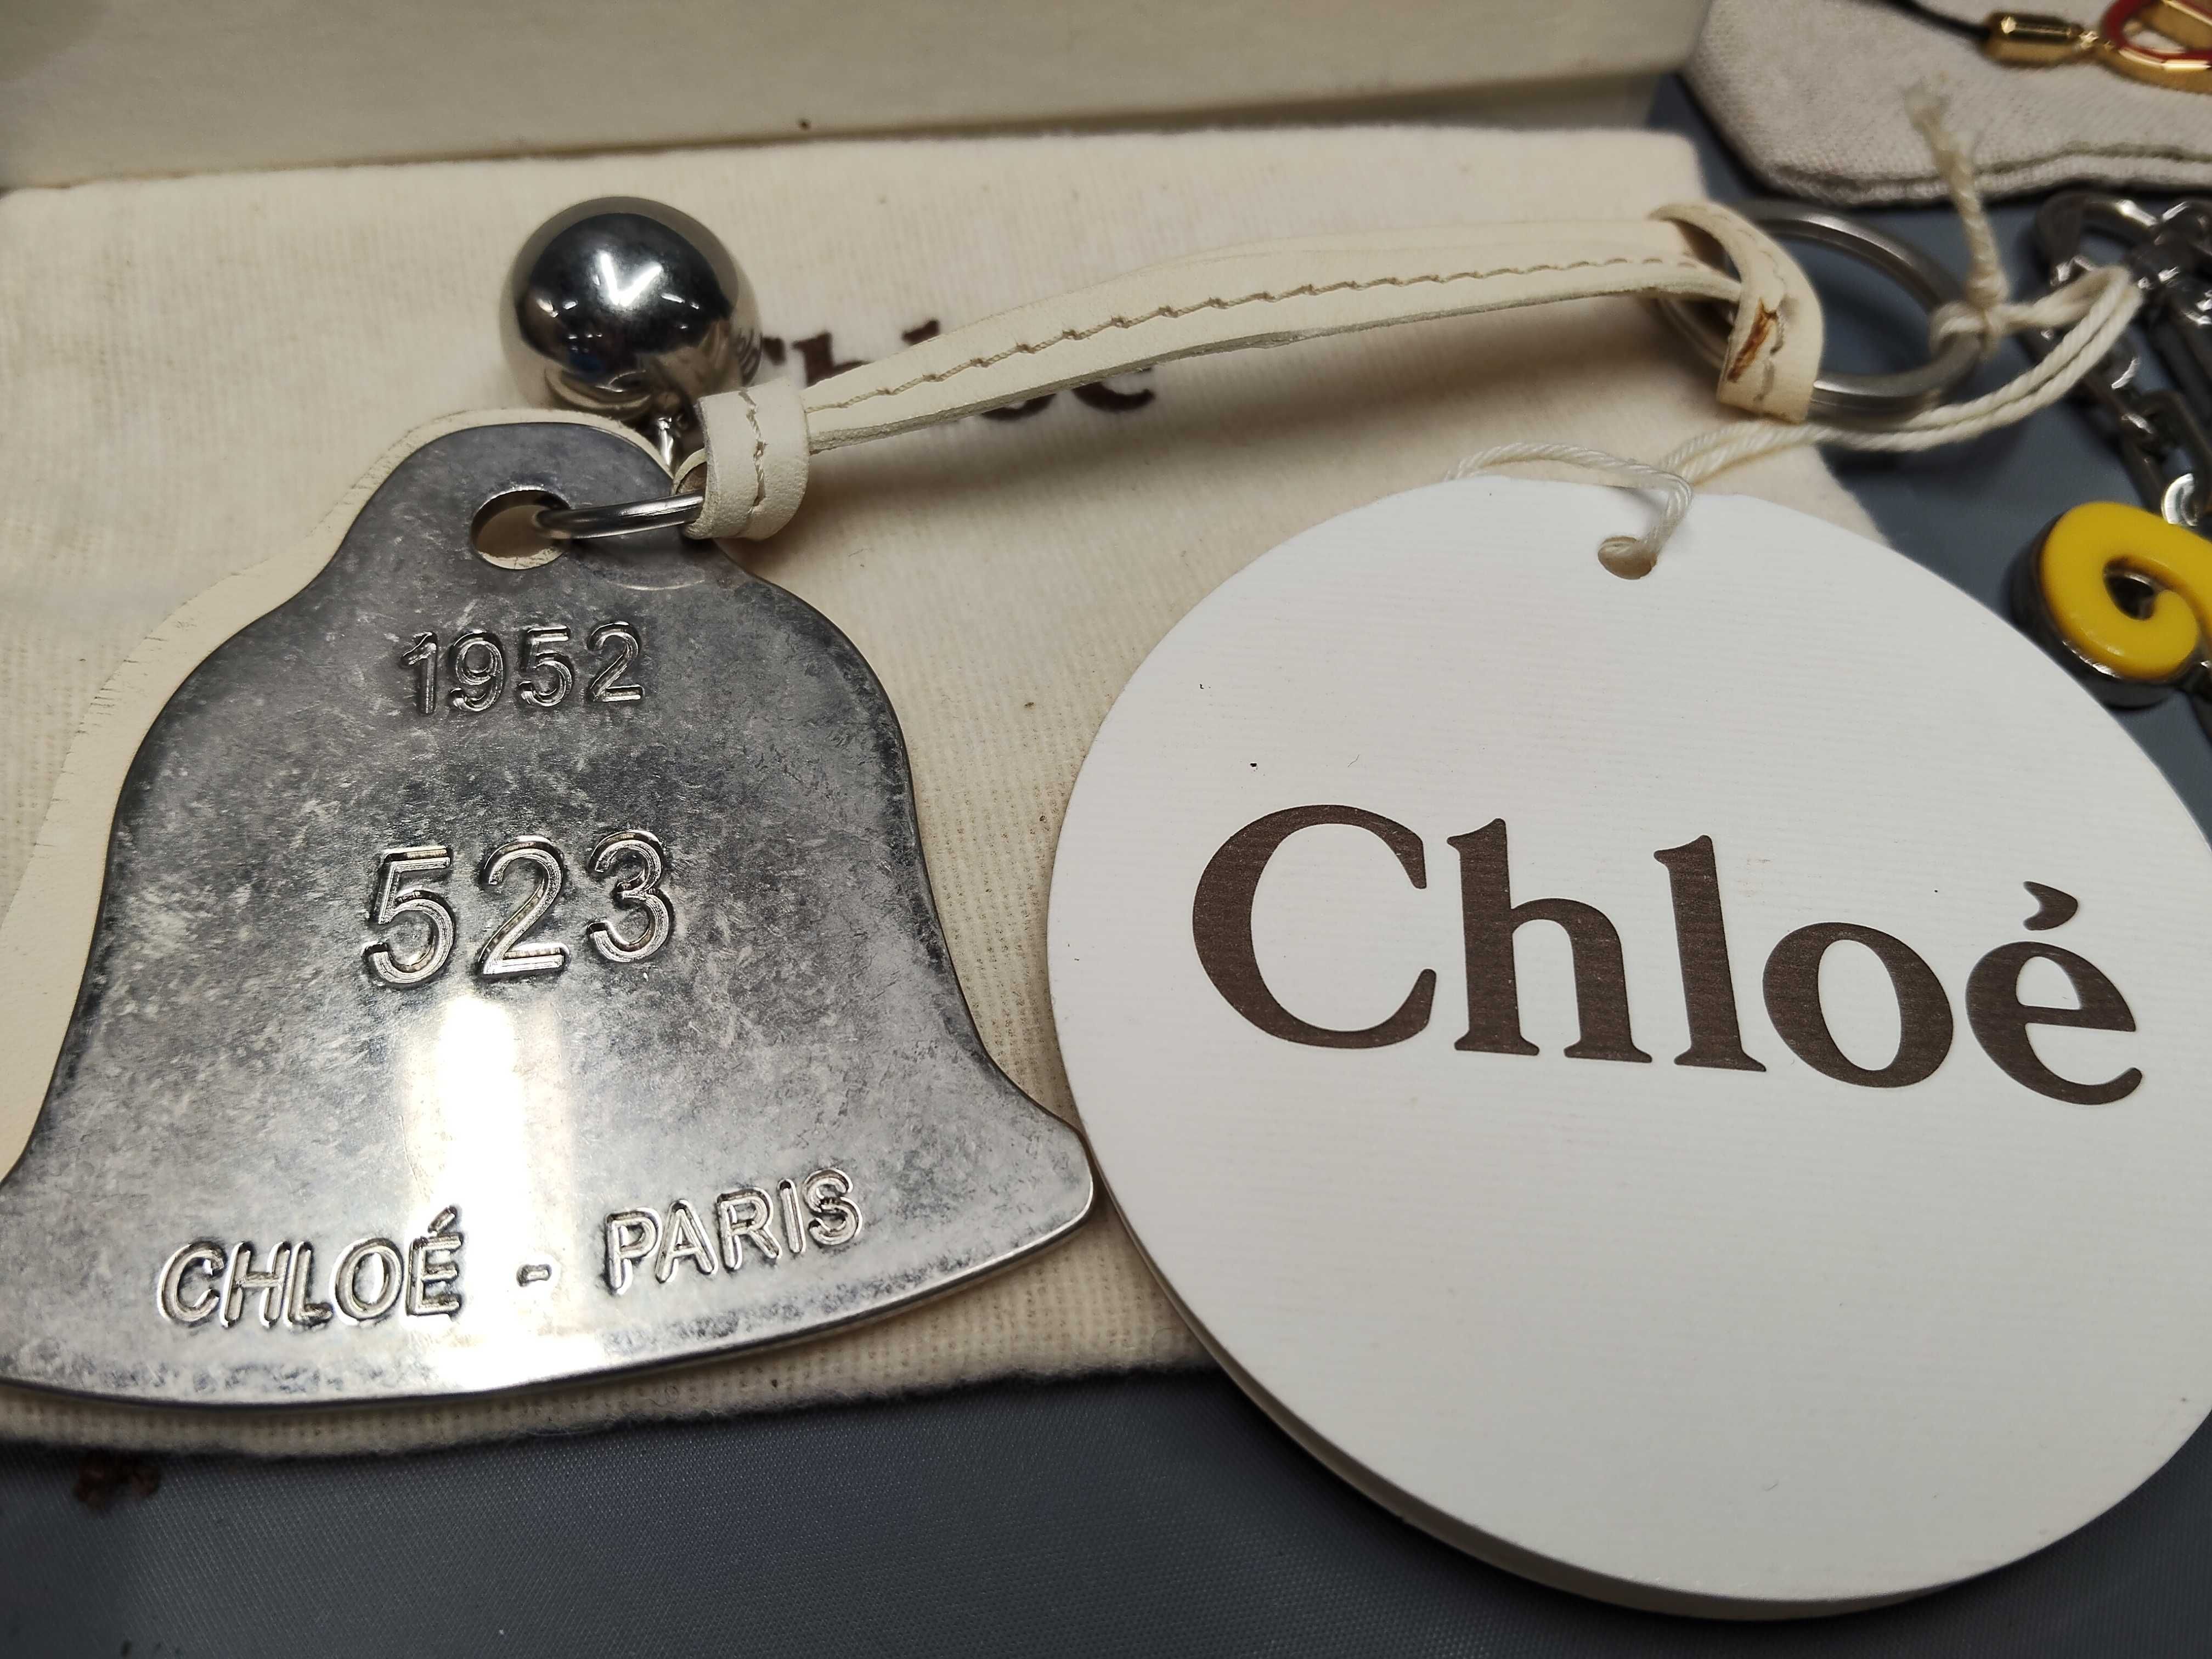 1952
523
CHLOÉ - PARIS
Chloé